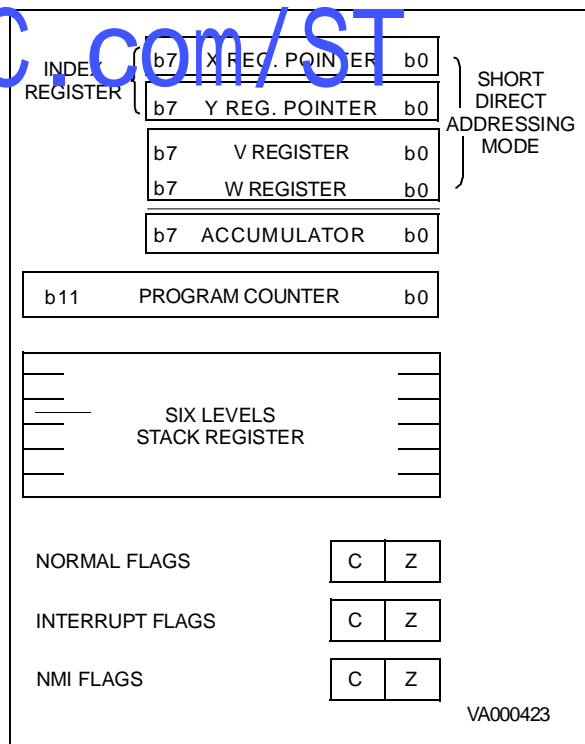 C.com/ST
INDEX
REGISTER
b7 X REG. POINTER b0
b7 Y REG. POINTER b0
b7 V REGISTER b0
b7 W REGISTER b0
SHORT
DIRECT
ADDRESSING
MODE
b7 ACCUMULATOR b0
b11 PROGRAM COUNTER b0
SIX LEVELS
STACK REGISTER
NORMAL FLAGS C Z
INTERRUPT FLAGS C Z
NMI FLAGS C Z
VA000423